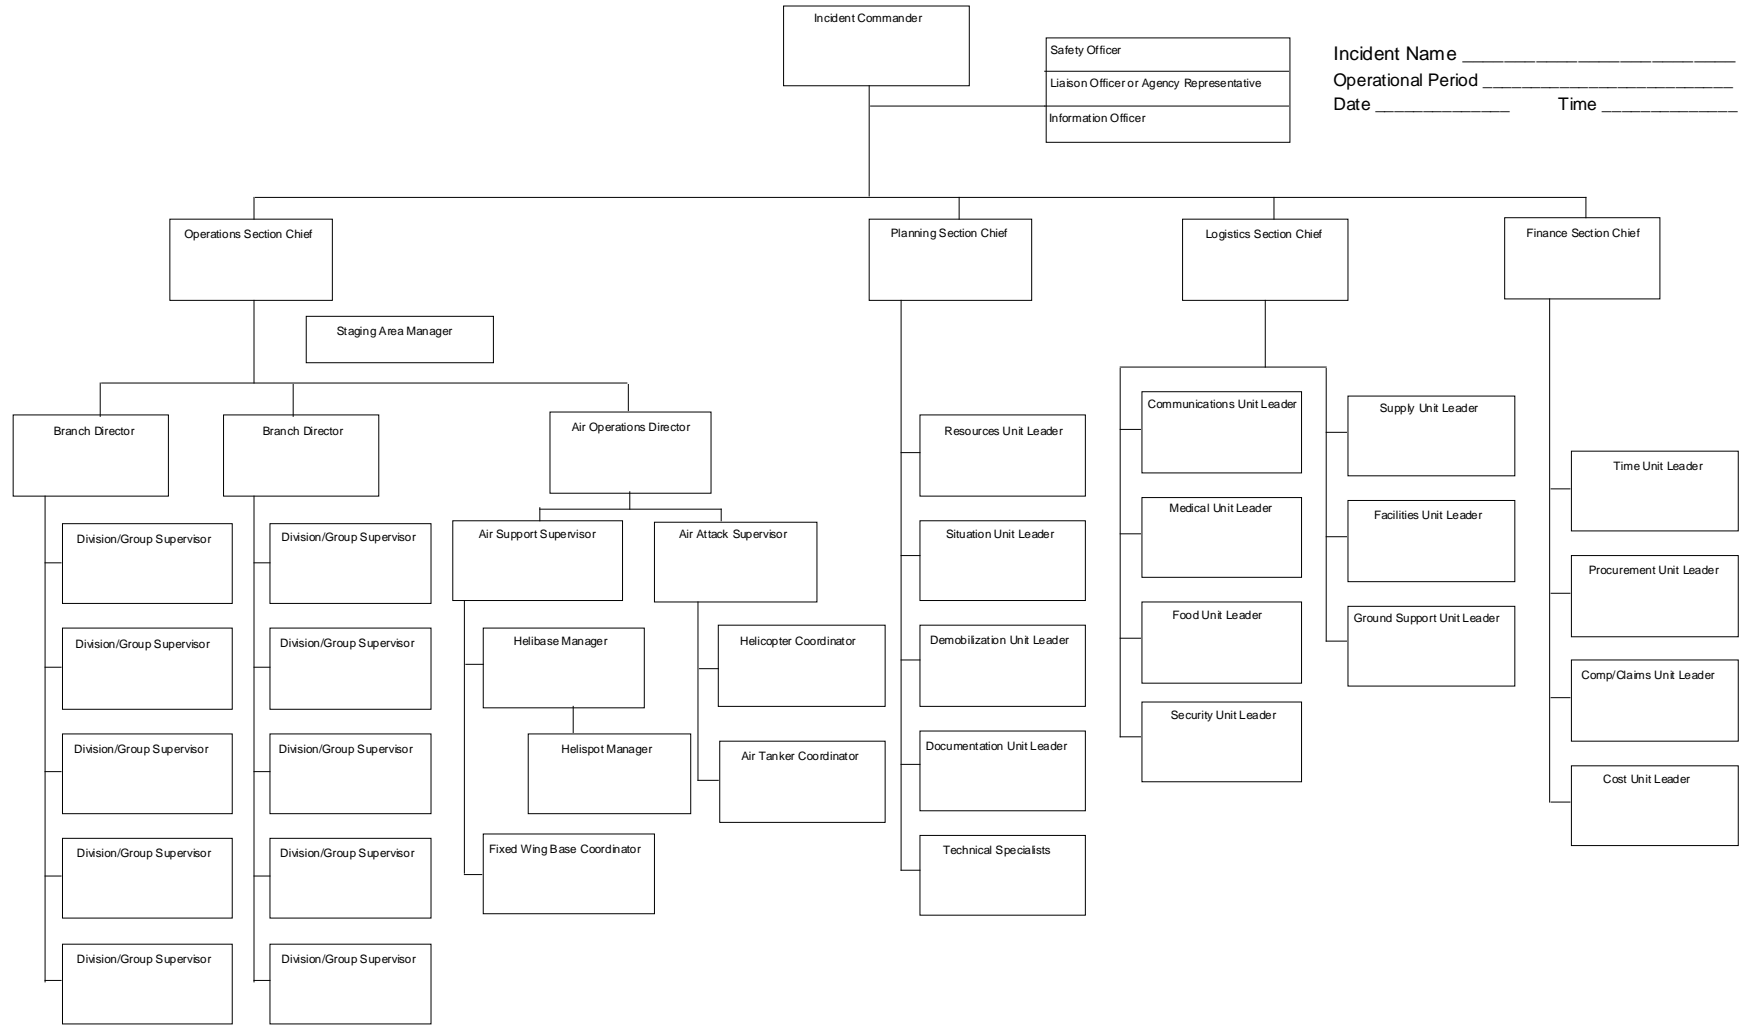 Incident Commander
Safety Officer
Liaison Officer or Agency Representative
Information Officer
Incident Name ___________________________
Operational Period __________________________
Date ______________ Time ______________
Operations Section Chief
Planning Section Chief
Logistics Section Chief
Finance Section Chief
Staging Area Manager
Branch Director
Branch Director
Air Operations Director
Division/Group Supervisor
Division/Group Supervisor
Division/Group Supervisor
Division/Group Supervisor
Division/Group Supervisor
Division/Group Supervisor
Division/Group Supervisor
Division/Group Supervisor
Division/Group Supervisor
Division/Group Supervisor
Air Support Supervisor
Air Attack Supervisor
Helibase Manager
Helispot Manager
Fixed Wing Base Coordinator
Helicopter Coordinator
Air Tanker Coordinator
Resources Unit Leader
Situation Unit Leader
Demobilization Unit Leader
Documentation Unit Leader
Technical Specialists
Communications Unit Leader
Medical Unit Leader
Food Unit Leader
Security Unit Leader
Supply Unit Leader
Facilities Unit Leader
Ground Support Unit Leader
Time Unit Leader
Procurement Unit Leader
Comp/Claims Unit Leader
Cost Unit Leader